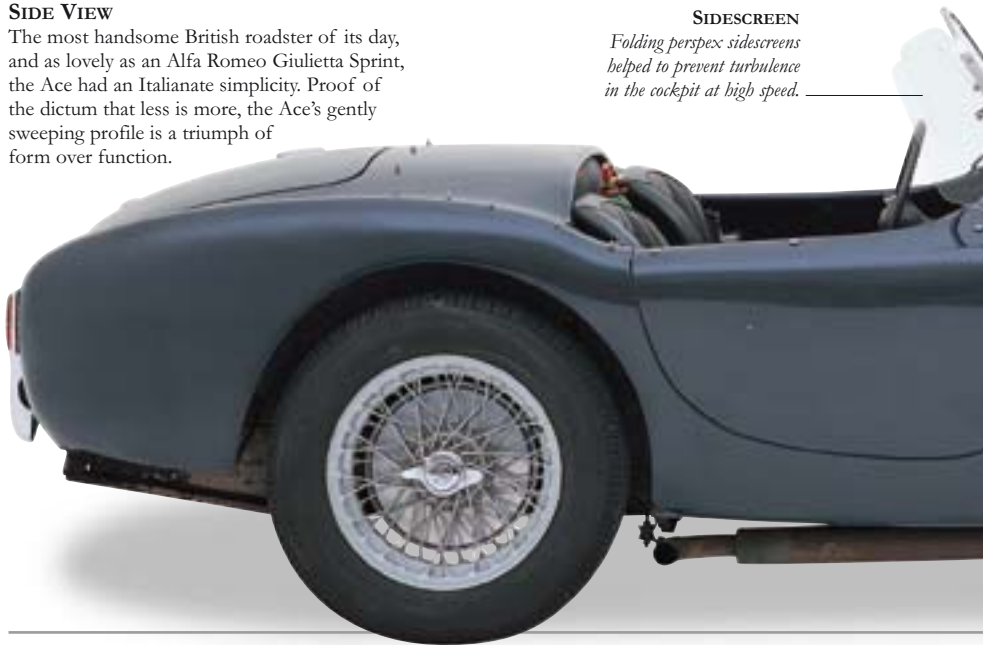 SIDE VIEW
The most handsome British roadster of its day,
and as lovely as an Alfa Romeo Giulietta Sprint,
the Ace had an Italianate simplicity. Proof of
the dictum that less is more, the Ace’s gently
sweeping profile is a triumph of
form over function.
SIDESCREEN
Folding perspex sidescreens
helped to prevent turbulence
in the cockpit at high speed.